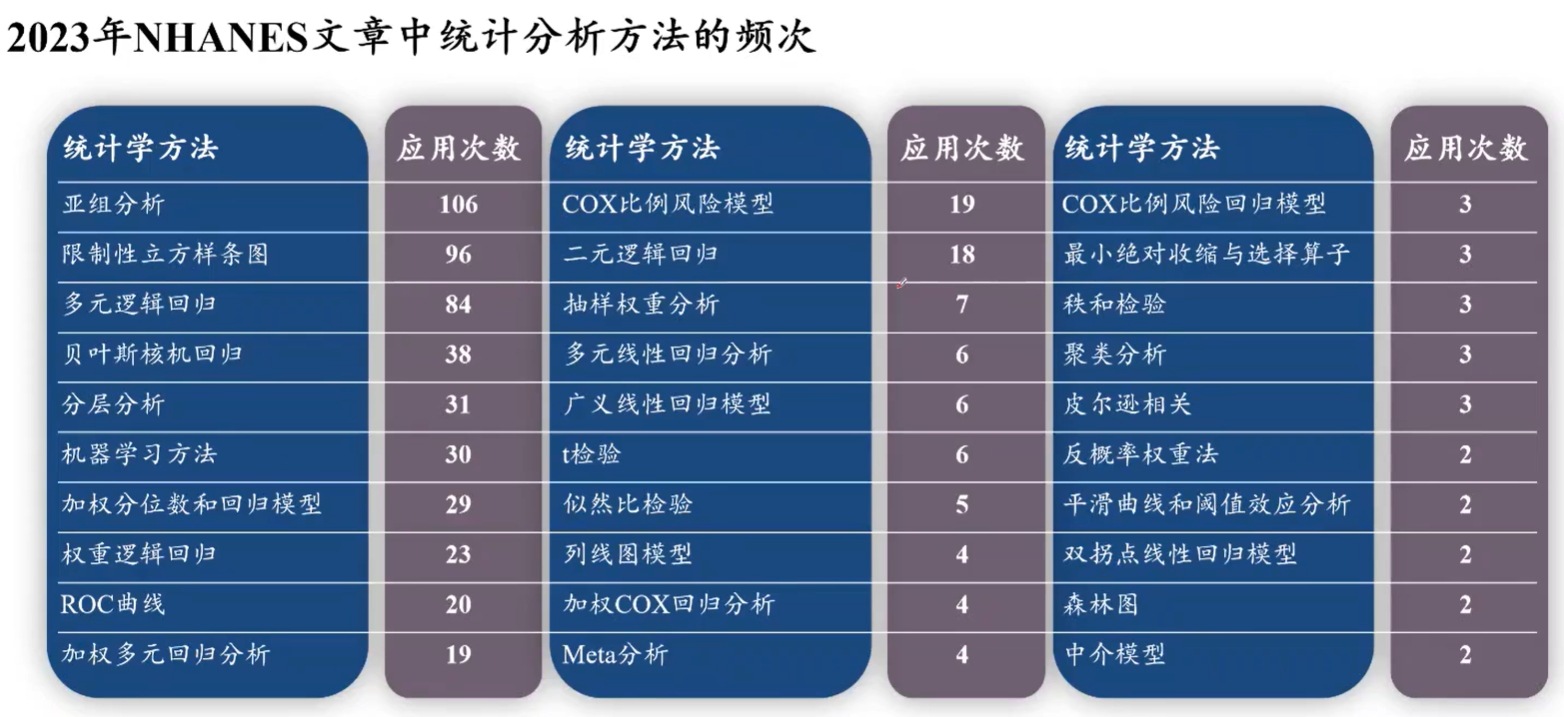 2023年NHANES文章中统计分析方法的频次
统计学方法 应用次数 统计学方法 应用次数 统计学方法 应用次数
亚组分析 106 COX比例风险模型 19 COX比例风险回归模型 3
限制性立方样条图 96 二元逻辑回归 18 最小绝对收缩与选择算子 3
多元逻辑回归 84 抽样权重分析 7 秩和检验 3
贝叶斯核机回归 38 多元线性回归分析 6 聚类分析 3
分层分析 31 广义线性回归模型 6 皮尔逊相关 3
机器学习方法 30 t检验 6 反概率权重法 2
加权分位数和回归模型 29 似然比检验 5 平滑曲线和阈值效应分析 2
权重逻辑回归 23 列线图模型 4 双拐点线性回归模型 2
ROC曲线 20 加权COX回归分析 4 森林图 2
加权多元回归分析 19 Meta分析 4 中介模型 2